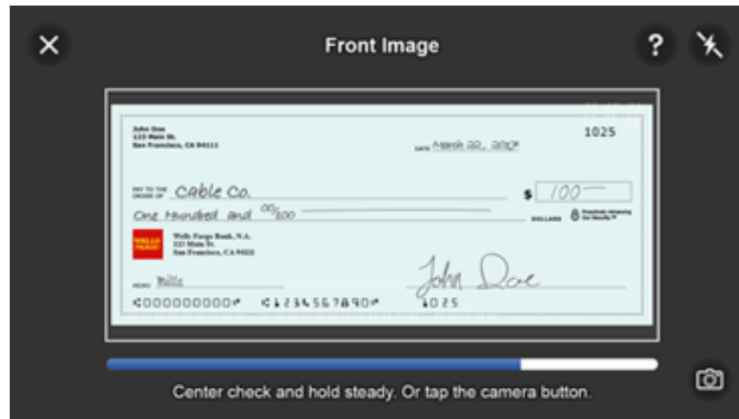 Front Image
?
John Doe
123 Main St.
San Francisco, CA 94111
1025
DATE March 22,
PAY TO THE
ORDER OF Cable Co.
$ 100
One Hundred and 00/100
DOLLARS
WELLS
FARGO
Wells Fargo Bank, N.A.
123 Main St.
San Francisco, CA 94111
MEMO Bills
John Doe
⑆000000000⑆ ⑆1234567890⑆ 1025
Center check and hold steady. Or tap the camera button.